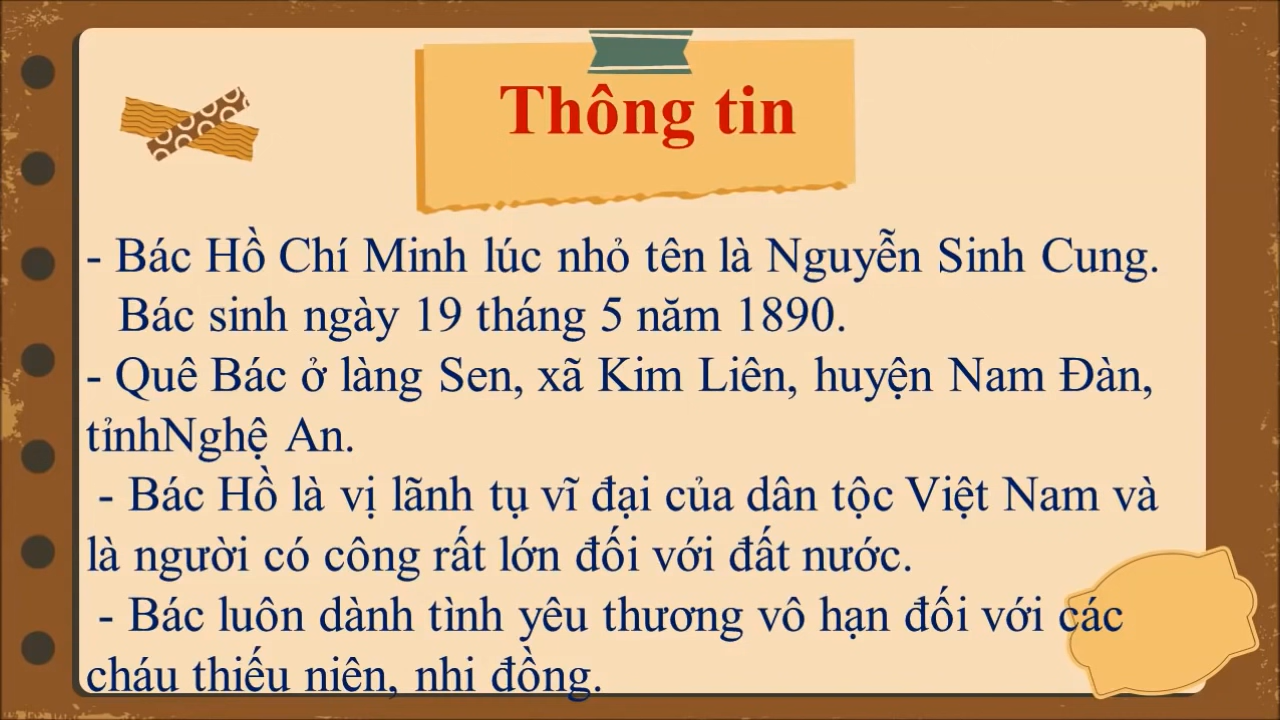 Thông tin
- Bác Hồ Chí Minh lúc nhỏ tên là Nguyễn Sinh Cung.
Bác sinh ngày 19 tháng 5 năm 1890.
- Quê Bác ở làng Sen, xã Kim Liên, huyện Nam Đàn,
tỉnhNghệ An.
- Bác Hồ là vị lãnh tụ vĩ đại của dân tộc Việt Nam và
là người có công rất lớn đối với đất nước.
- Bác luôn dành tình yêu thương vô hạn đối với các
cháu thiếu niên, nhi đồng.